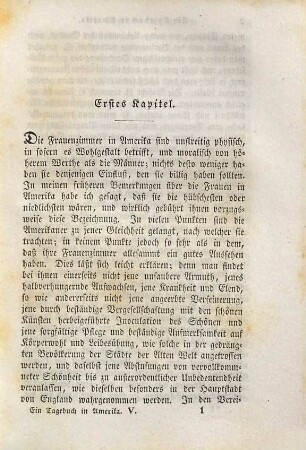 Erstes Kapitel.
Die Frauenzimmer in Amerika sind unstreitig physisch,
in sofern es Wohlgestalt betrifft, und moralisch von hö-
herem Werthe als die Männer; nichts desto weniger ha-
ben sie denjenigen Einfluß, den sie billig haben sollten.
In meinen früheren Bemerkungen über die Frauen in
Amerika habe ich gesagt, daß sie die hübschesten oder
niedlichsten wären, und wirklich gebührt ihnen vorzugs-
weise diese Bezeichnung. In vielen Punkten sind die
Amerikaner zu jener Gleichheit gelangt, nach welcher sie
trachten; in keinem Punkte jedoch so sehr als in dem,
daß ihre Frauenzimmer allesammt ein gutes Aussehen
haben. Dies läßt sich leicht erklären; denn man findet
bei ihnen einerseits nicht jene unsaubere Armuth, jenes
halbverhungernde Aufwachsen, jene Krankheit und Elend,
so wie andererseits nicht jene angeerbte Verfeinerung,
jene durch beständige Vergesellschaftung mit den schönen
Künsten herbeigeführte Inoculation des Schönen und
jene sorgfältige Pflege und beständige Aufmerksamkeit auf
Körperwohl und Leibesübung, wie solche in der gedrung-
ten Bevölkerung der Städte der Alten Welt angetroffen
werden, und daselbst jene Abstufungen von vervollkomm-
neter Schönheit bis zu außerordentlicher Unbedeutendheit
veranlassen, wie dieselben besonders in der Hauptstadt
von England wahrgenommen werden. In den Verei-
Ein Tagebuch in Amerika. V. 1